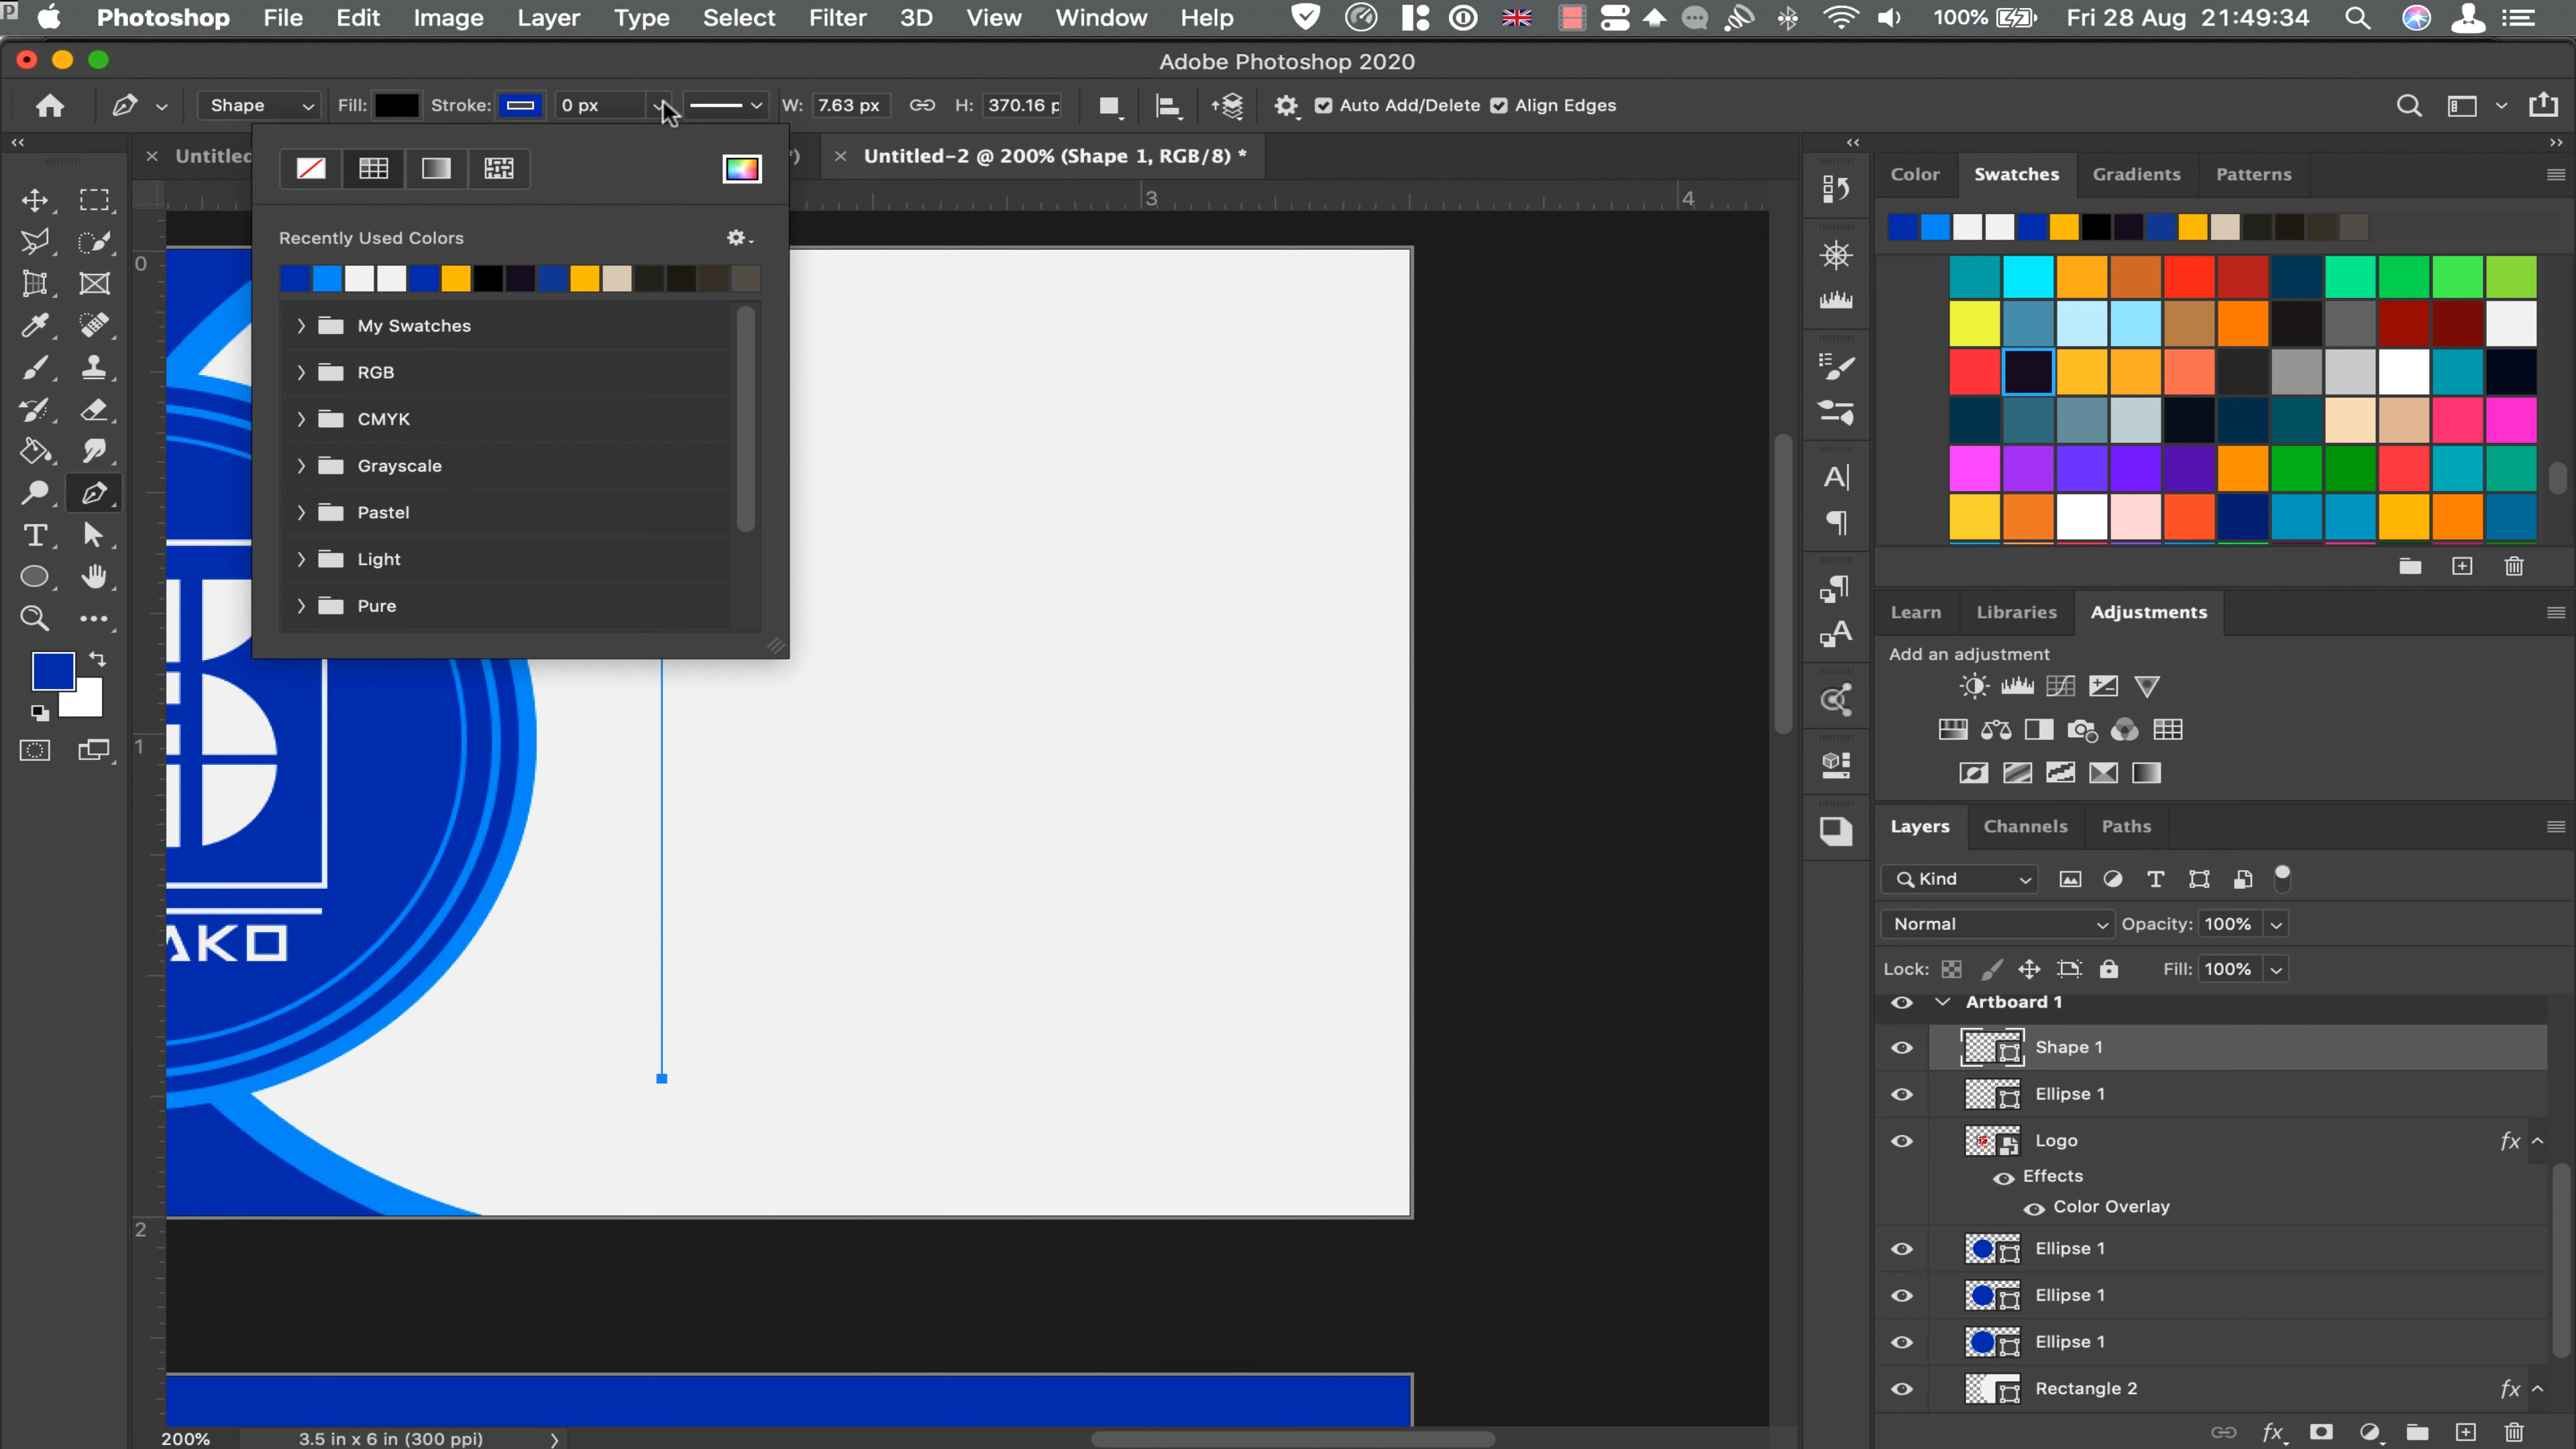 Photoshop File Edit Image Layer Type Select Filter 3D View Window Help 100% Fri 28 Aug 21:49:34
Adobe Photoshop 2020
Shape Fill: Stroke: 0 px W: 7.63 px H: 370.16 p Auto Add/Delete Align Edges
Untitled *) Untitled-2 @ 200% (Shape 1, RGB/8) *
3 4
0
1
2
Recently Used Colors
My Swatches
RGB
CMYK
Grayscale
Pastel
Light
Pure
AKO
200% 3.5 in x 6 in (300 ppi)
Color Swatches Gradients Patterns
Learn Libraries Adjustments
Add an adjustment
Layers Channels Paths
Kind
Normal Opacity: 100%
Lock: Fill: 100%
Artboard 1
Shape 1
Ellipse 1
Logo fx
Effects
Color Overlay
Ellipse 1
Ellipse 1
Ellipse 1
Rectangle 2 fx
fx